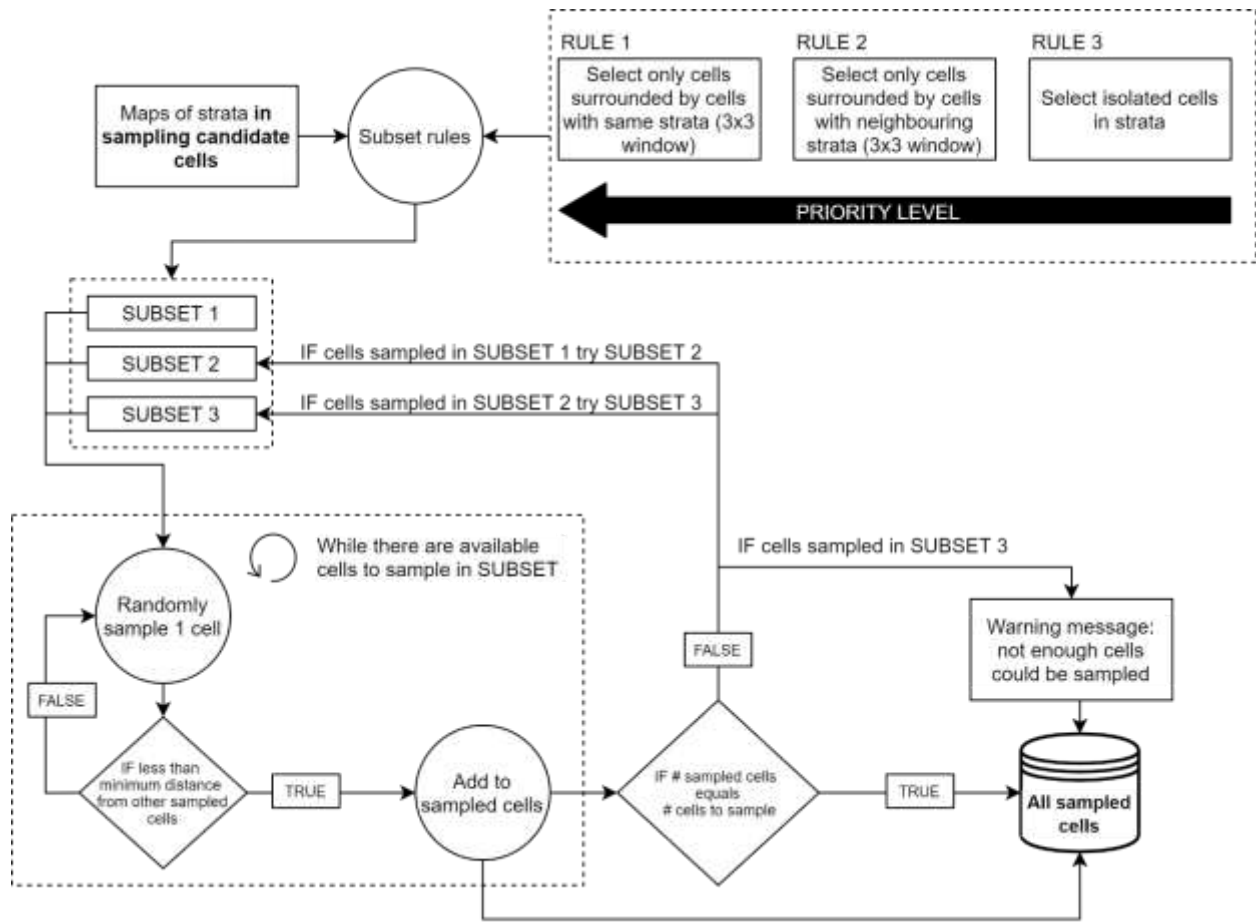 RULE 1
RULE 2
RULE 3
Select only cells
surrounded by cells
with same strata (3x3
window)
Select only cells
surrounded by cells
with neighbouring
strata (3x3 window)
Select isolated cells
in strata
PRIORITY LEVEL
Maps of strata in
sampling candidate
cells
Subset rules
SUBSET 1
SUBSET 2
SUBSET 3
IF cells sampled in SUBSET 1 try SUBSET 2
IF cells sampled in SUBSET 2 try SUBSET 3
While there are available
cells to sample in SUBSET
IF cells sampled in SUBSET 3
Randomly
sample 1 cell
FALSE
IF less than
minimum distance
from other sampled
cells
TRUE
Add to
sampled cells
FALSE
IF # sampled cells
equals
# cells to sample
TRUE
Warning message:
not enough cells
could be sampled
All sampled
cells